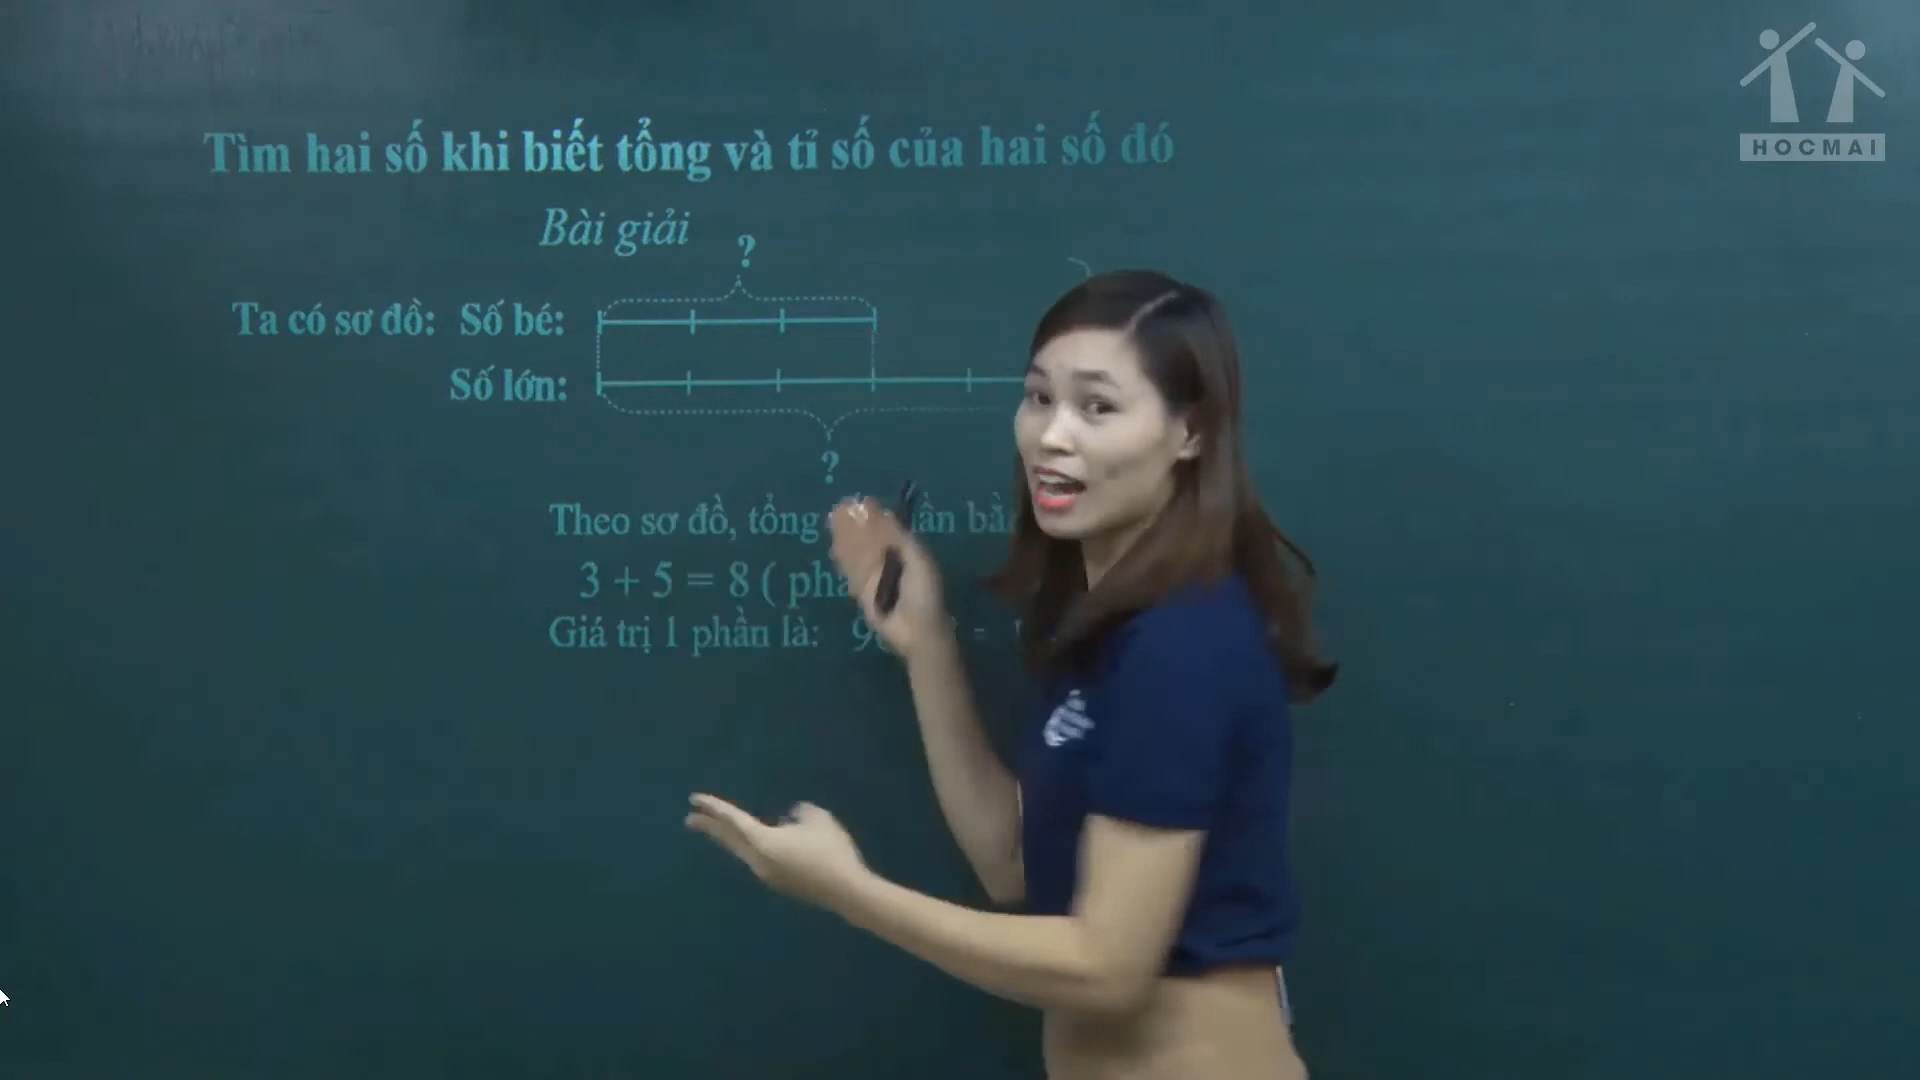 HOCMAI
Tìm hai số khi biết tổng và tỉ số của hai số đó
Bài giải
?
Ta có sơ đồ: Số bé:
Số lớn:
?
Theo sơ đồ, tổng
3 + 5 = 8 (
Giá trị 1 phần là: